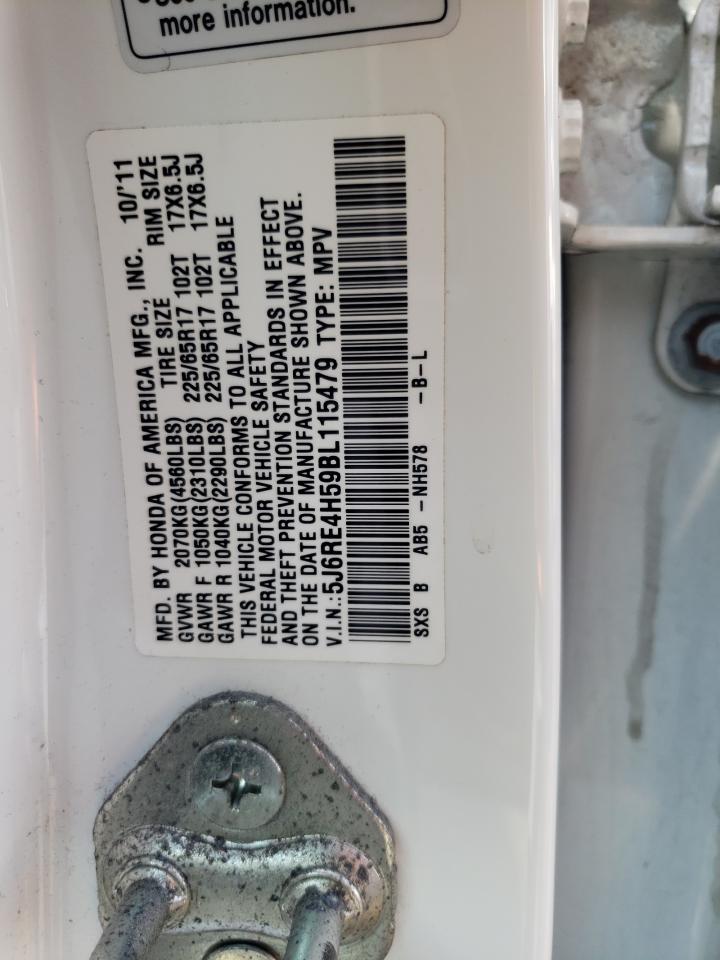 more information.
MFD. BY HONDA OF AMERICA MFG., INC. 10/'11
GVWR 2070KG(4560LBS) TIRE SIZE RIM SIZE
GAWR F 1050KG(2310LBS) 225/65R17 102T 17X6.5J
GAWR R 1040KG(2290LBS) 225/65R17 102T 17X6.5J
THIS VEHICLE CONFORMS TO ALL APPLICABLE
FEDERAL MOTOR VEHICLE SAFETY
AND THEFT PREVENTION STANDARDS IN EFFECT
ON THE DATE OF MANUFACTURE SHOWN ABOVE.
V.I.N.:5J6RE4H59BL115479 TYPE: MPV
SXS B AB5 -NH578 -B-L